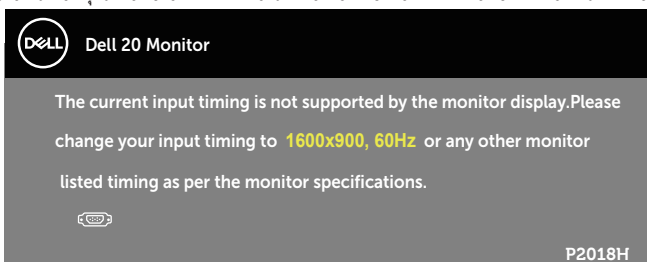 DELL
Dell 20 Monitor
The current input timing is not supported by the monitor display.Please
change your input timing to 1600x900, 60Hz or any other monitor
listed timing as per the monitor specifications.
P2018H